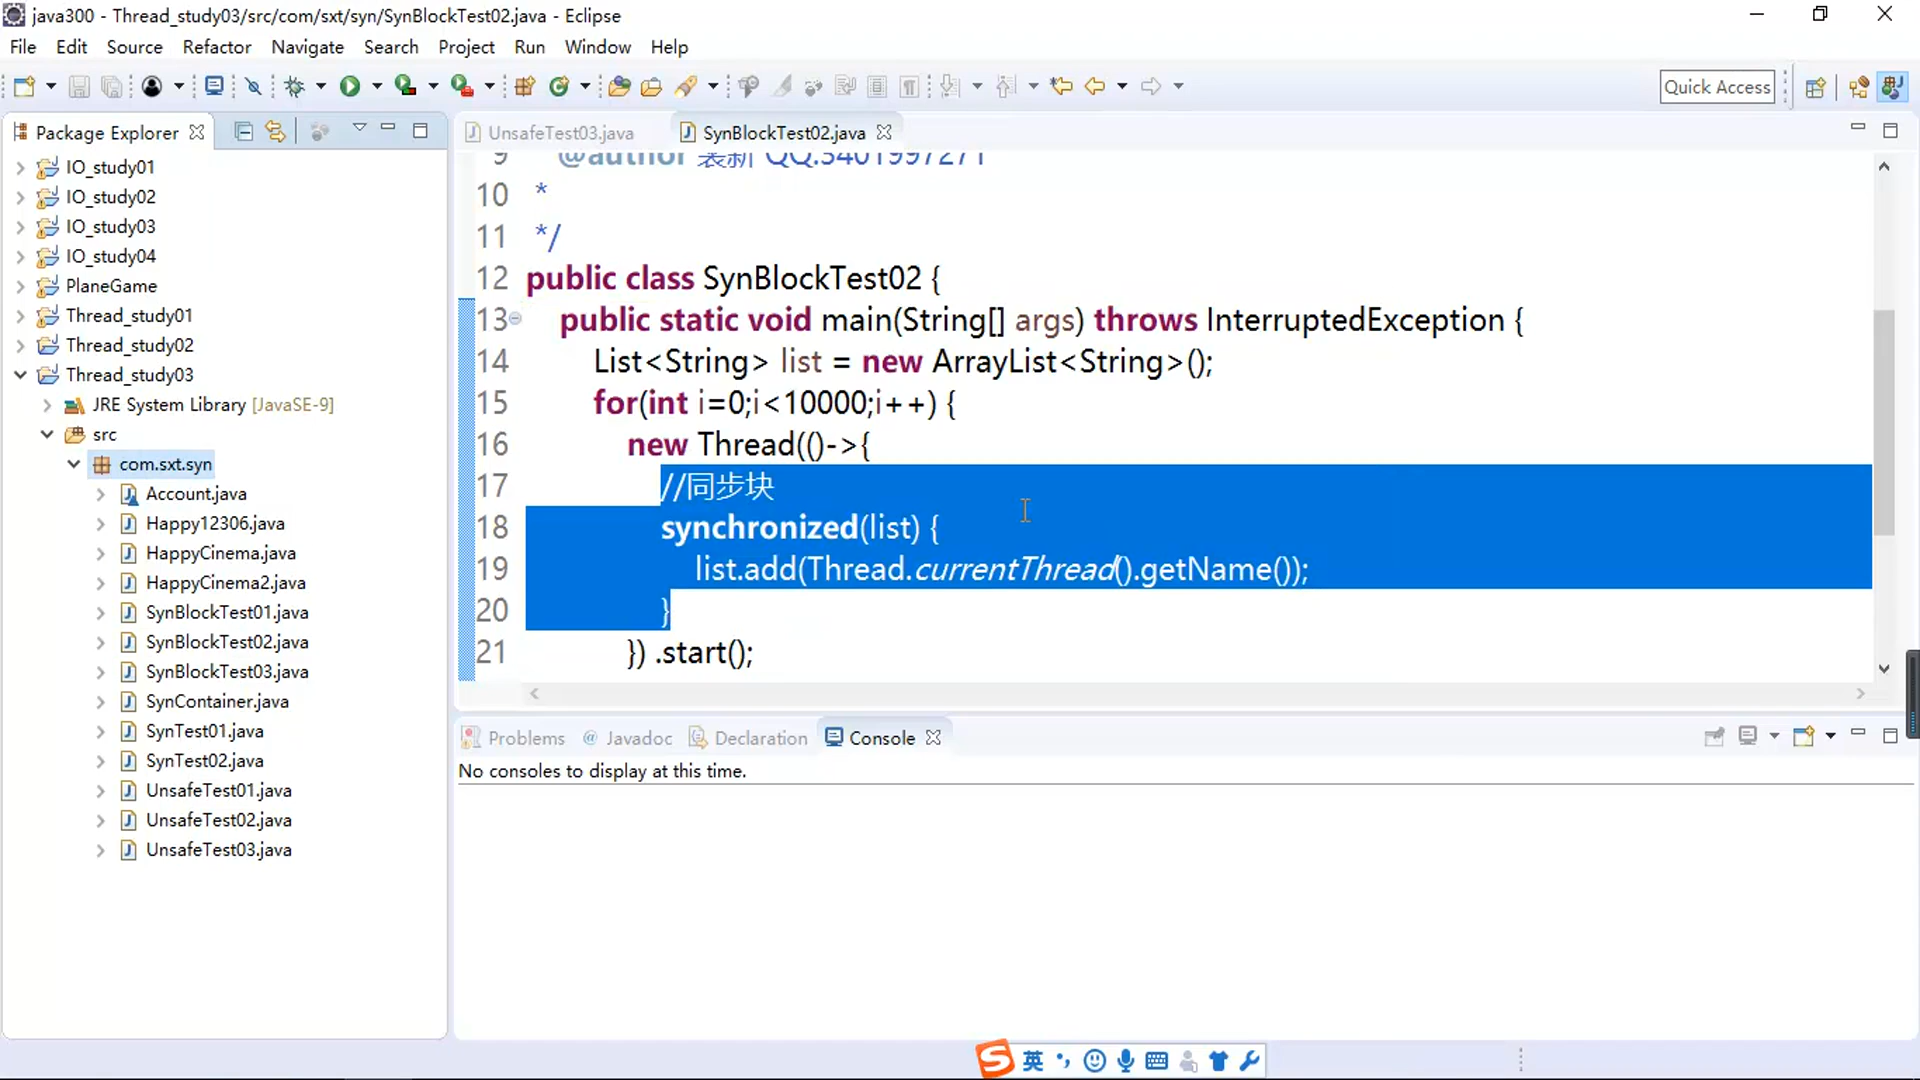 java300 - Thread_study03/src/com/sxt/syn/SynBlockTest02.java - Eclipse
File Edit Source Refactor Navigate Search Project Run Window Help
Quick Access
Package Explorer
UnsafeTest03.java
SynBlockTest02.java
IO_study01
IO_study02
IO_study03
IO_study04
PlaneGame
Thread_study01
Thread_study02
Thread_study03
JRE System Library [JavaSE-9]
src
com.sxt.syn
Account.java
Happy12306.java
HappyCinema.java
HappyCinema2.java
SynBlockTest01.java
SynBlockTest02.java
SynBlockTest03.java
SynContainer.java
SynTest01.java
SynTest02.java
UnsafeTest01.java
UnsafeTest02.java
UnsafeTest03.java
9 @author 裴新 QQ:3401997271
10 *
11 */
12 public class SynBlockTest02 {
13 public static void main(String[] args) throws InterruptedException {
14 List<String> list = new ArrayList<String>();
15 for(int i=0;i<10000;i++) {
16 new Thread(()->{
17 //同步块
18 synchronized(list) {
19 list.add(Thread.currentThread().getName());
20 }
21 }) .start();
Problems @ Javadoc Declaration Console
No consoles to display at this time.
英